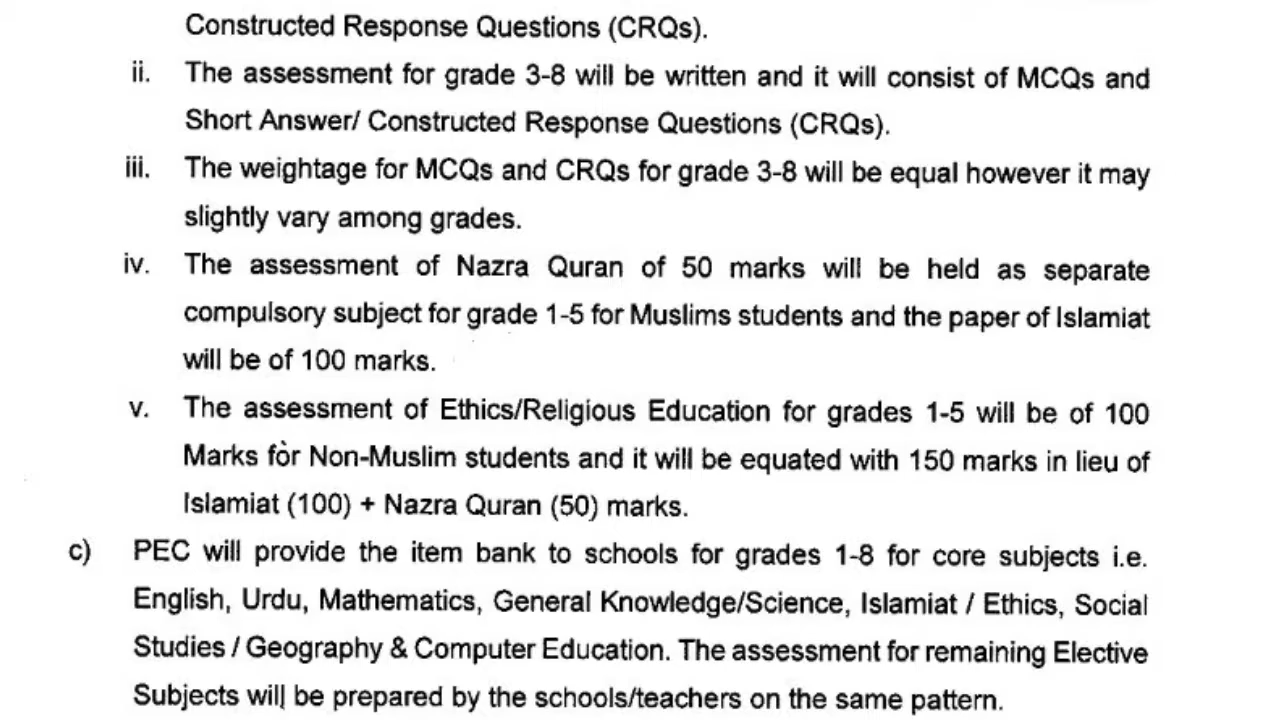 Constructed Response Questions (CRQs).
ii. The assessment for grade 3-8 will be written and it will consist of MCQs and
Short Answer/ Constructed Response Questions (CRQs).
iii. The weightage for MCQs and CRQs for grade 3-8 will be equal however it may
slightly vary among grades.
iv. The assessment of Nazra Quran of 50 marks will be held as separate
compulsory subject for grade 1-5 for Muslims students and the paper of Islamiat
will be of 100 marks.
v. The assessment of Ethics/Religious Education for grades 1-5 will be of 100
Marks for Non-Muslim students and it will be equated with 150 marks in lieu of
Islamiat (100) + Nazra Quran (50) marks.
c) PEC will provide the item bank to schools for grades 1-8 for core subjects i.e.
English, Urdu, Mathematics, General Knowledge/Science, Islamiat / Ethics, Social
Studies / Geography & Computer Education. The assessment for remaining Elective
Subjects will be prepared by the schools/teachers on the same pattern.